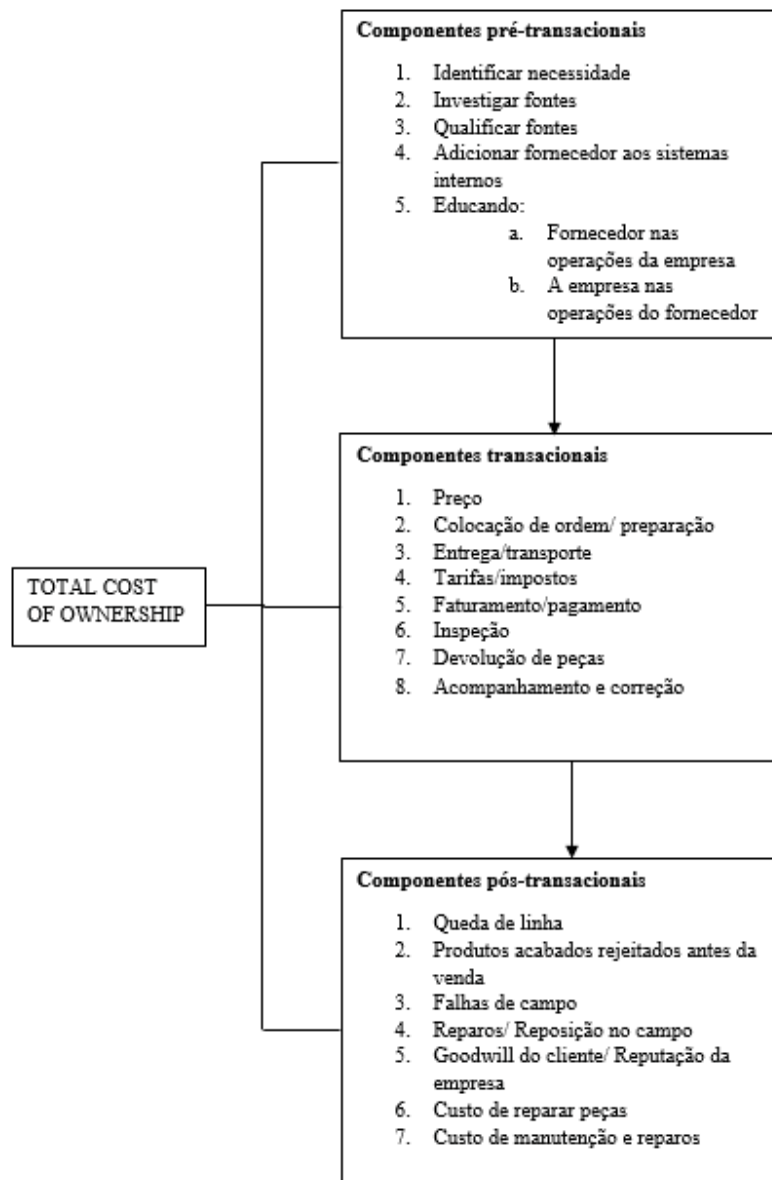 Componentes pré-transacionais
1. Identificar necessidade
2. Investigar fontes
3. Qualificar fontes
4. Adicionar fornecedor aos sistemas
internos
5. Educando:
a. Fornecedor nas
operações da empresa
b. A empresa nas
operações do fornecedor
TOTAL COST
OF OWNERSHIP
Componentes transacionais
1. Preço
2. Colocação de ordem/ preparação
3. Entrega/transporte
4. Tarifas/impostos
5. Faturamento/pagamento
6. Inspeção
7. Devolução de peças
8. Acompanhamento e correção
Componentes pós-transacionais
1. Queda de linha
2. Produtos acabados rejeitados antes da
venda
3. Falhas de campo
4. Reparos/ Reposição no campo
5. Goodwill do cliente/ Reputação da
empresa
6. Custo de reparar peças
7. Custo de manutenção e reparos